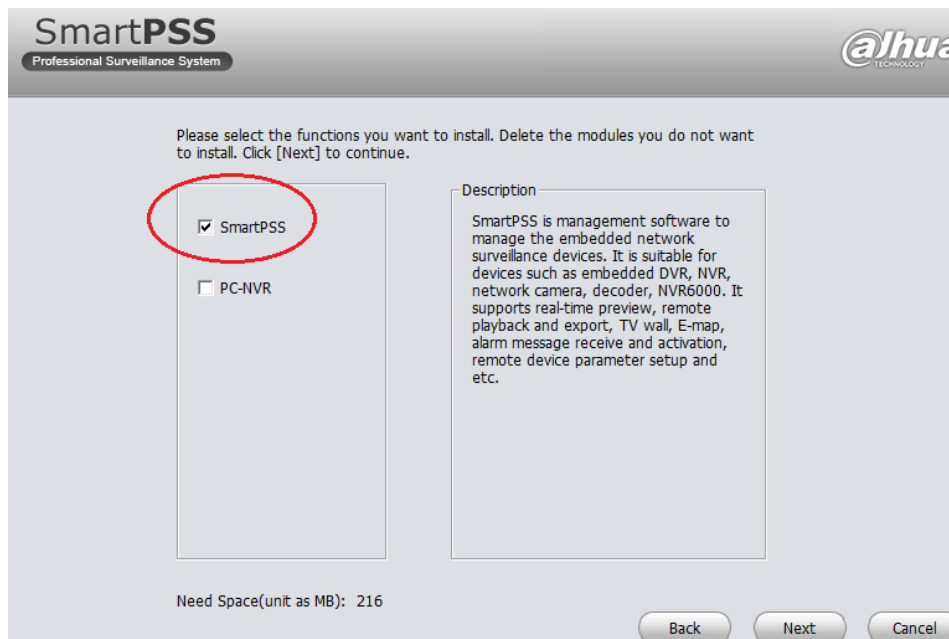 SmartPSS
Professional Surveillance System
alhua
TECHNOLOGY
Please select the functions you want to install. Delete the modules you do not want
to install. Click [Next] to continue.
SmartPSS
PC-NVR
Description
SmartPSS is management software to
manage the embedded network
surveillance devices. It is suitable for
devices such as embedded DVR, NVR,
network camera, decoder, NVR6000. It
supports real-time preview, remote
playback and export, TV wall, E-map,
alarm message receive and activation,
remote device parameter setup and
etc.
Need Space(unit as MB): 216
Back
Next
Cancel